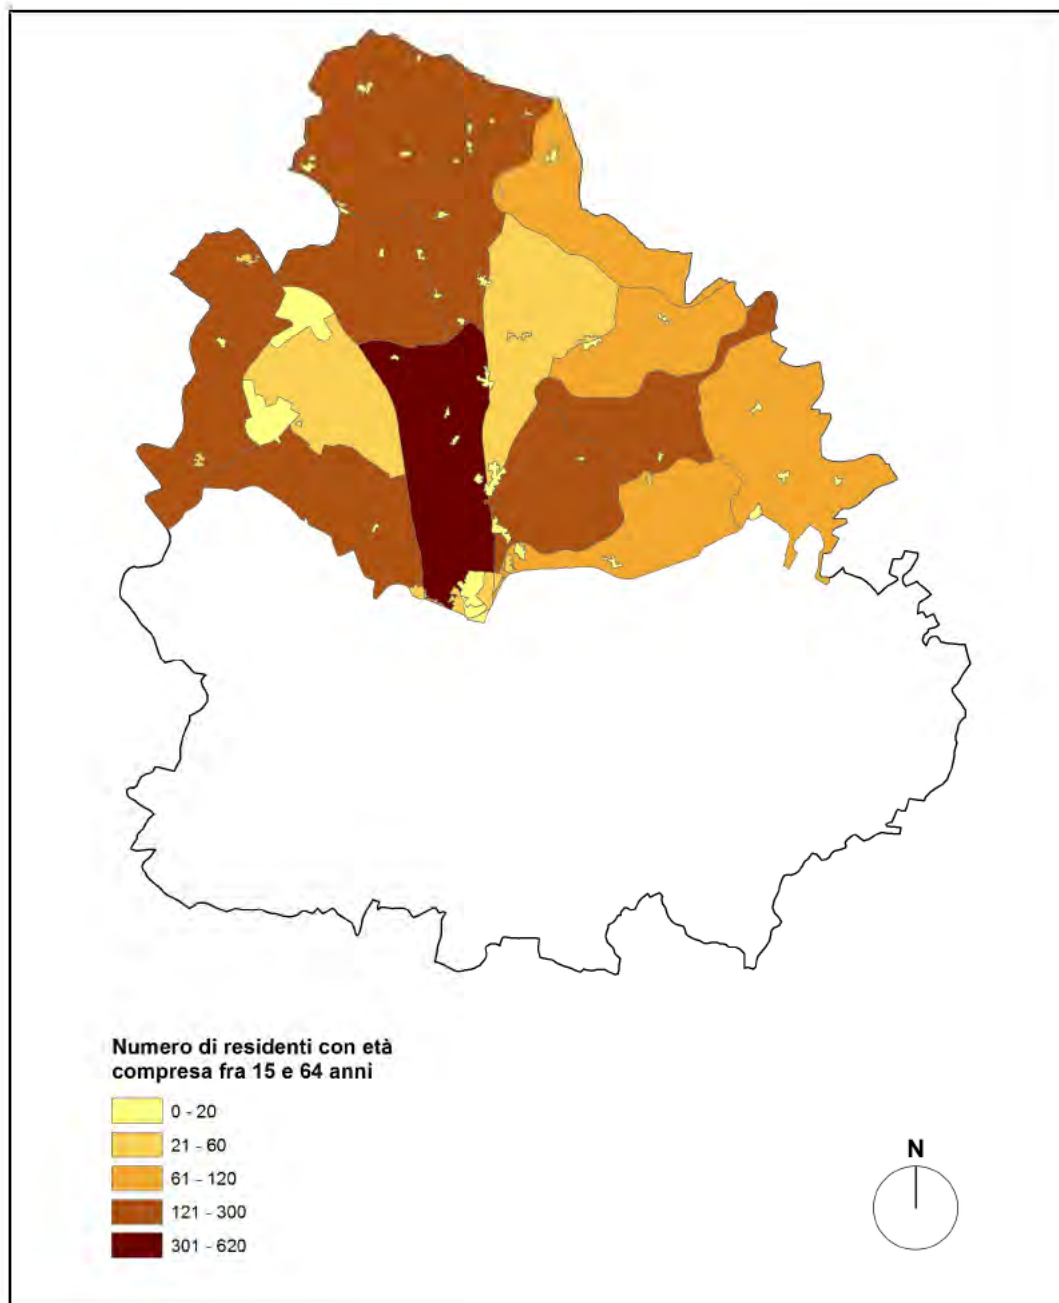 Numero di residenti con età
compresa fra 15 e 64 anni
0 - 20
21 - 60
61 - 120
121 - 300
301 - 620
N